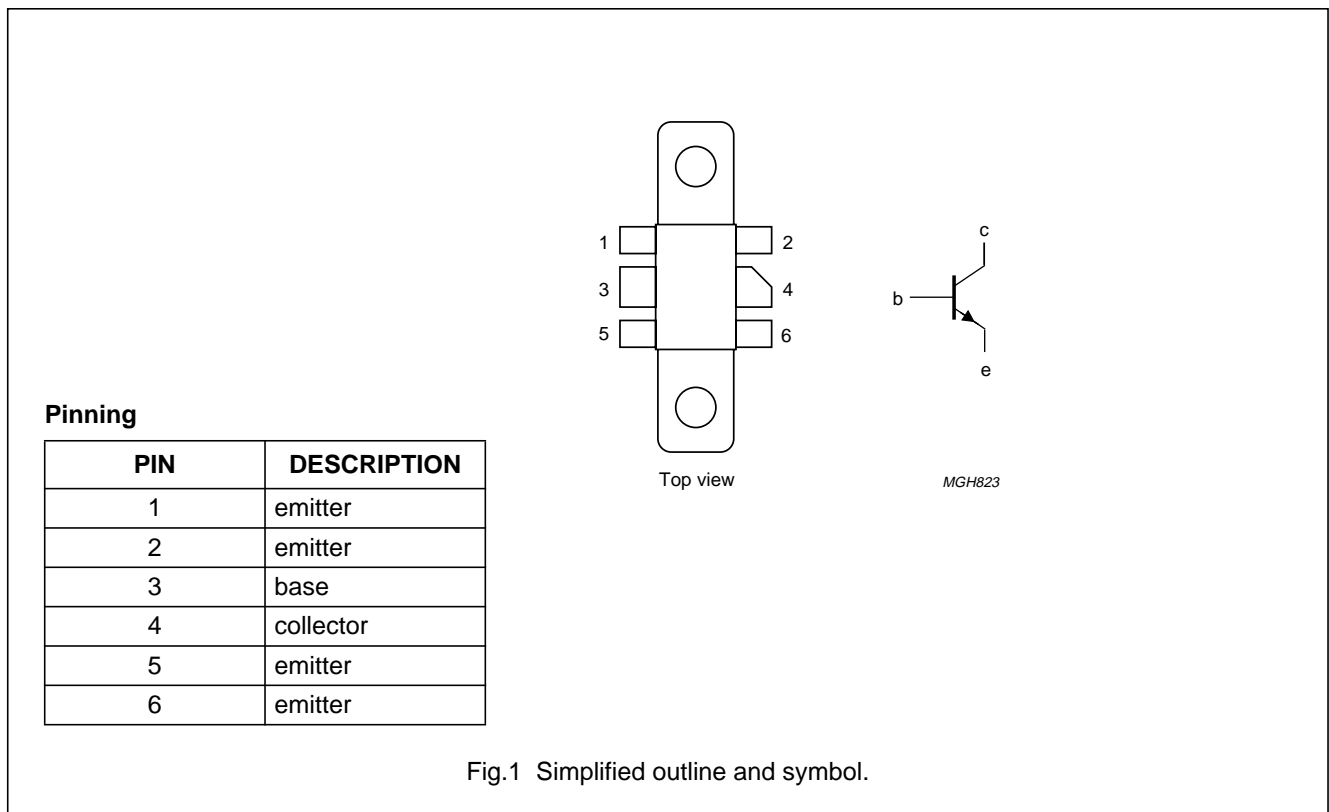 1
2
3
4
5
6
Top view
c
b
e
MGH823
Pinning
PIN DESCRIPTION
1 emitter
2 emitter
3 base
4 collector
5 emitter
6 emitter
Fig.1 Simplified outline and symbol.